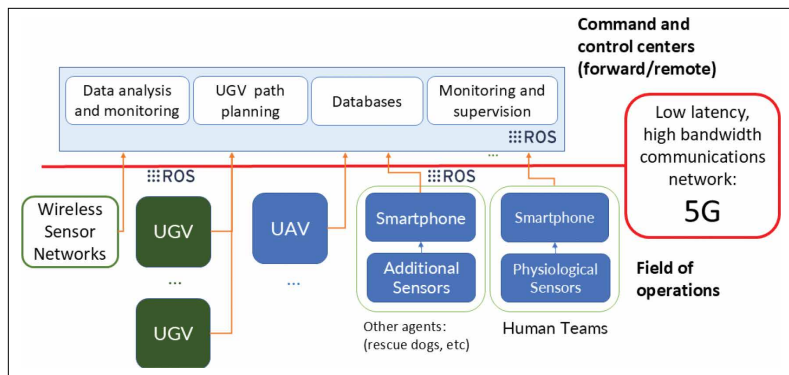 Command and
control centers
(forward/remote)
Data analysis
and monitoring
UGV path
planning
Databases
Monitoring and
supervision
ROS
...
Low latency,
high bandwidth
communications
network:
5G
ROS
ROS
Wireless
Sensor
Networks
UGV
...
UGV
UAV
...
Smartphone
Additional
Sensors
Other agents:
(rescue dogs, etc)
Smartphone
Physiological
Sensors
Human Teams
Field of
operations